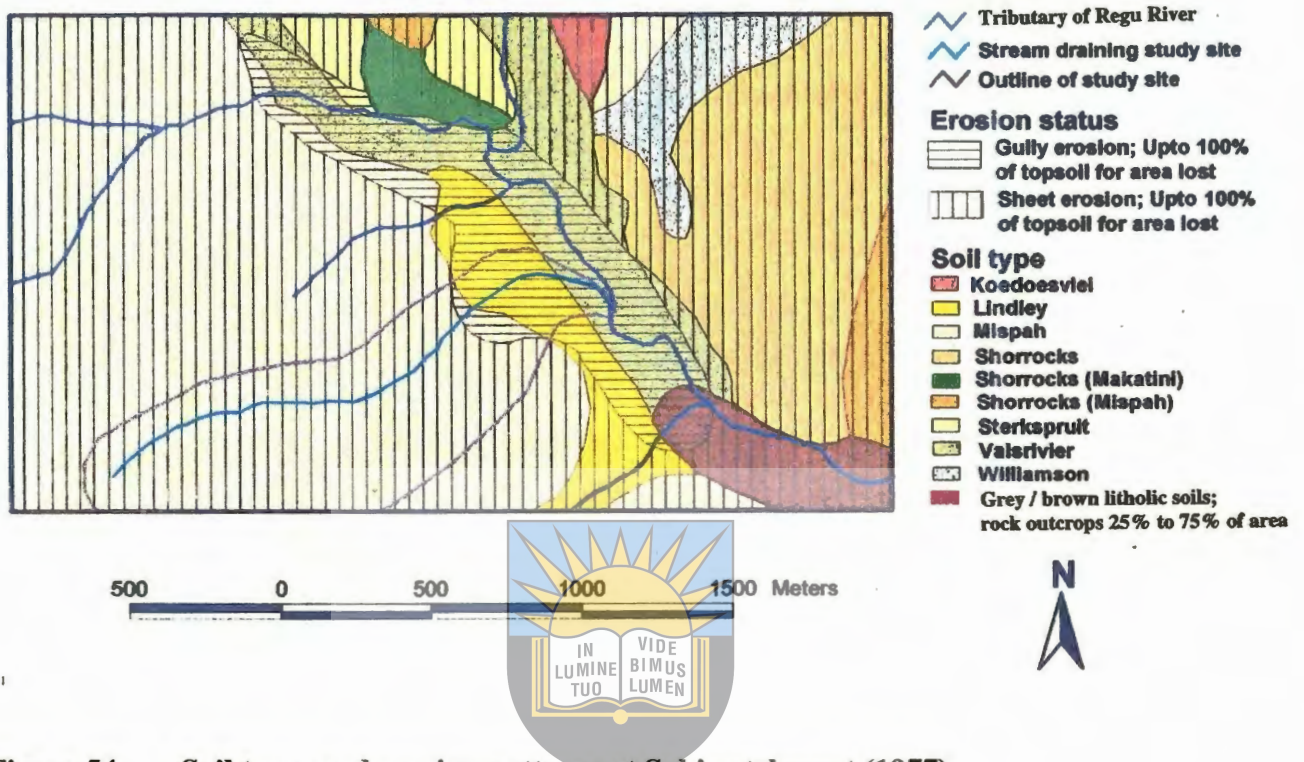 Tributary of Regu River
Stream draining study site
Outline of study site
Erosion status
Gully erosion; Upto 100%
of topsoil for area lost
Sheet erosion; Upto 100%
of topsoil for area lost
Soil type
Koedoesvlei
Lindley
Mispah
Shorrocks
Shorrocks (Makatini)
Shorrocks (Mispah)
Sterkspruit
Valsrivier
Williamson
Grey / brown litholic soils;
rock outcrops 25% to 75% of area
N
500 0 500 1000 1500 Meters
IN
LUMINE
TUO
VIDE
BIMUS
LUMEN